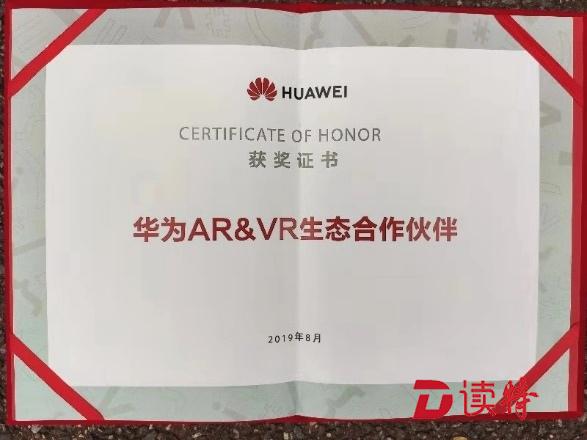 HUAWEI
CERTIFICATE OF HONOR
获奖证书
华为AR&VR生态合作伙伴
2019年8月
读特